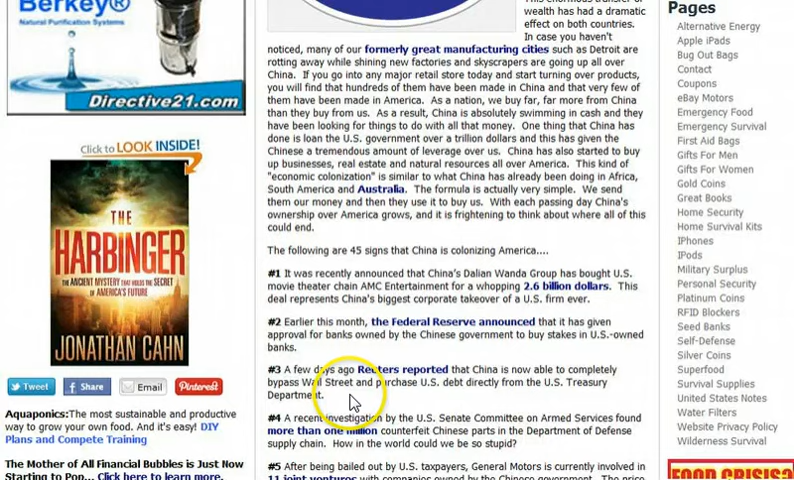 Berkey®
Natural Purification Systems
Directive21.com
Click to LOOK INSIDE!
THE
HARBINGER
THE ANCIENT MYSTERY THAT HOLDS THE SECRET
OF AMERICA'S FUTURE
JONATHAN CAHN
Tweet
Share
Email
Pinterest
Aquaponics:The most sustainable and productive
way to grow your own food. And it's easy! DIY
Plans and Compete Training
The Mother of All Financial Bubbles is Just Now
Starting to Pop... Click here to learn more.
This enormous transfer of
wealth has had a dramatic
effect on both countries.
In case you haven't
noticed, many of our formerly great manufacturing cities such as Detroit are
rotting away while shining new factories and skyscrapers are going up all over
China. If you go into any major retail store today and start turning over products,
you will find that hundreds of them have been made in China and that very few of
them have been made in America. As a nation, we buy far, far more from China
than they buy from us. As a result, China is absolutely swimming in cash and they
have been looking for things to do with all that money. One thing that China has
done is loan the U.S. government over a trillion dollars and this has given the
Chinese a tremendous amount of leverage over us. China has also started to buy
up businesses, real estate and natural resources all over America. This kind of
"economic colonization" is similar to what China has already been doing in Africa,
South America and Australia. The formula is actually very simple. We send
them our money and then they use it to buy us. With each passing day China's
ownership over America grows, and it is frightening to think about where all of this
could end.
The following are 45 signs that China is colonizing America....
#1 It was recently announced that China's Dalian Wanda Group has bought U.S.
movie theater chain AMC Entertainment for a whopping 2.6 billion dollars. This
deal represents China's biggest corporate takeover of a U.S. firm ever.
#2 Earlier this month, the Federal Reserve announced that it has given
approval for banks owned by the Chinese government to buy stakes in U.S.-owned
banks.
#3 A few days ago Reuters reported that China is now able to completely
bypass Wall Street and purchase U.S. debt directly from the U.S. Treasury
Department.
#4 A recent investigation by the U.S. Senate Committee on Armed Services found
more than one million counterfeit Chinese parts in the Department of Defense
supply chain. How in the world could we be so stupid?
#5 After being bailed out by U.S. taxpayers, General Motors is currently involved in
11 joint ventures with companies owned by the Chinese government. The price
Pages
Alternative Energy
Apple iPads
Bug Out Bags
Contact
Coupons
eBay Motors
Emergency Food
Emergency Survival
First Aid Bags
Gifts For Men
Gifts For Women
Gold Coins
Great Books
Home Security
Home Survival Kits
IPhones
IPods
Military Surplus
Personal Security
Platinum Coins
RFID Blockers
Seed Banks
Self-Defense
Silver Coins
Superfood
Survival Supplies
United States Notes
Water Filters
Website Privacy Policy
Wilderness Survival
FOOD CRISIS?